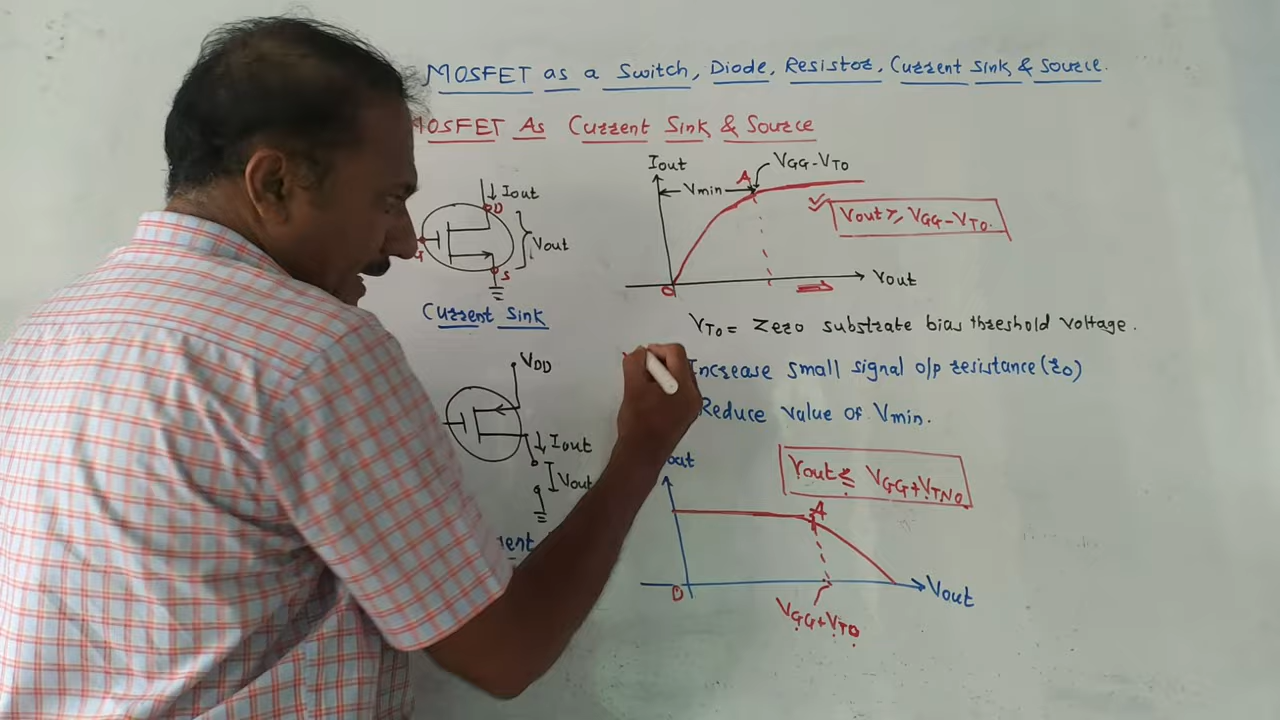 MOSFET as a Switch, Diode, Resistor, Current sink & Source.
MOSFET As Current Sink & Source
Iout
D
G
S
Vout
Current Sink
Iout
Vmin
A
VGG-VTO
Vout ≥ VGG-VTO.
O
Vout
VTO = Zero substrate bias threshold voltage.
Increase small signal o/p resistance (ro)
Reduce value of Vmin.
VDD
Iout
Vout
Vout ≤ VGG+VTNO
A
O
Vout
VGG+VTO